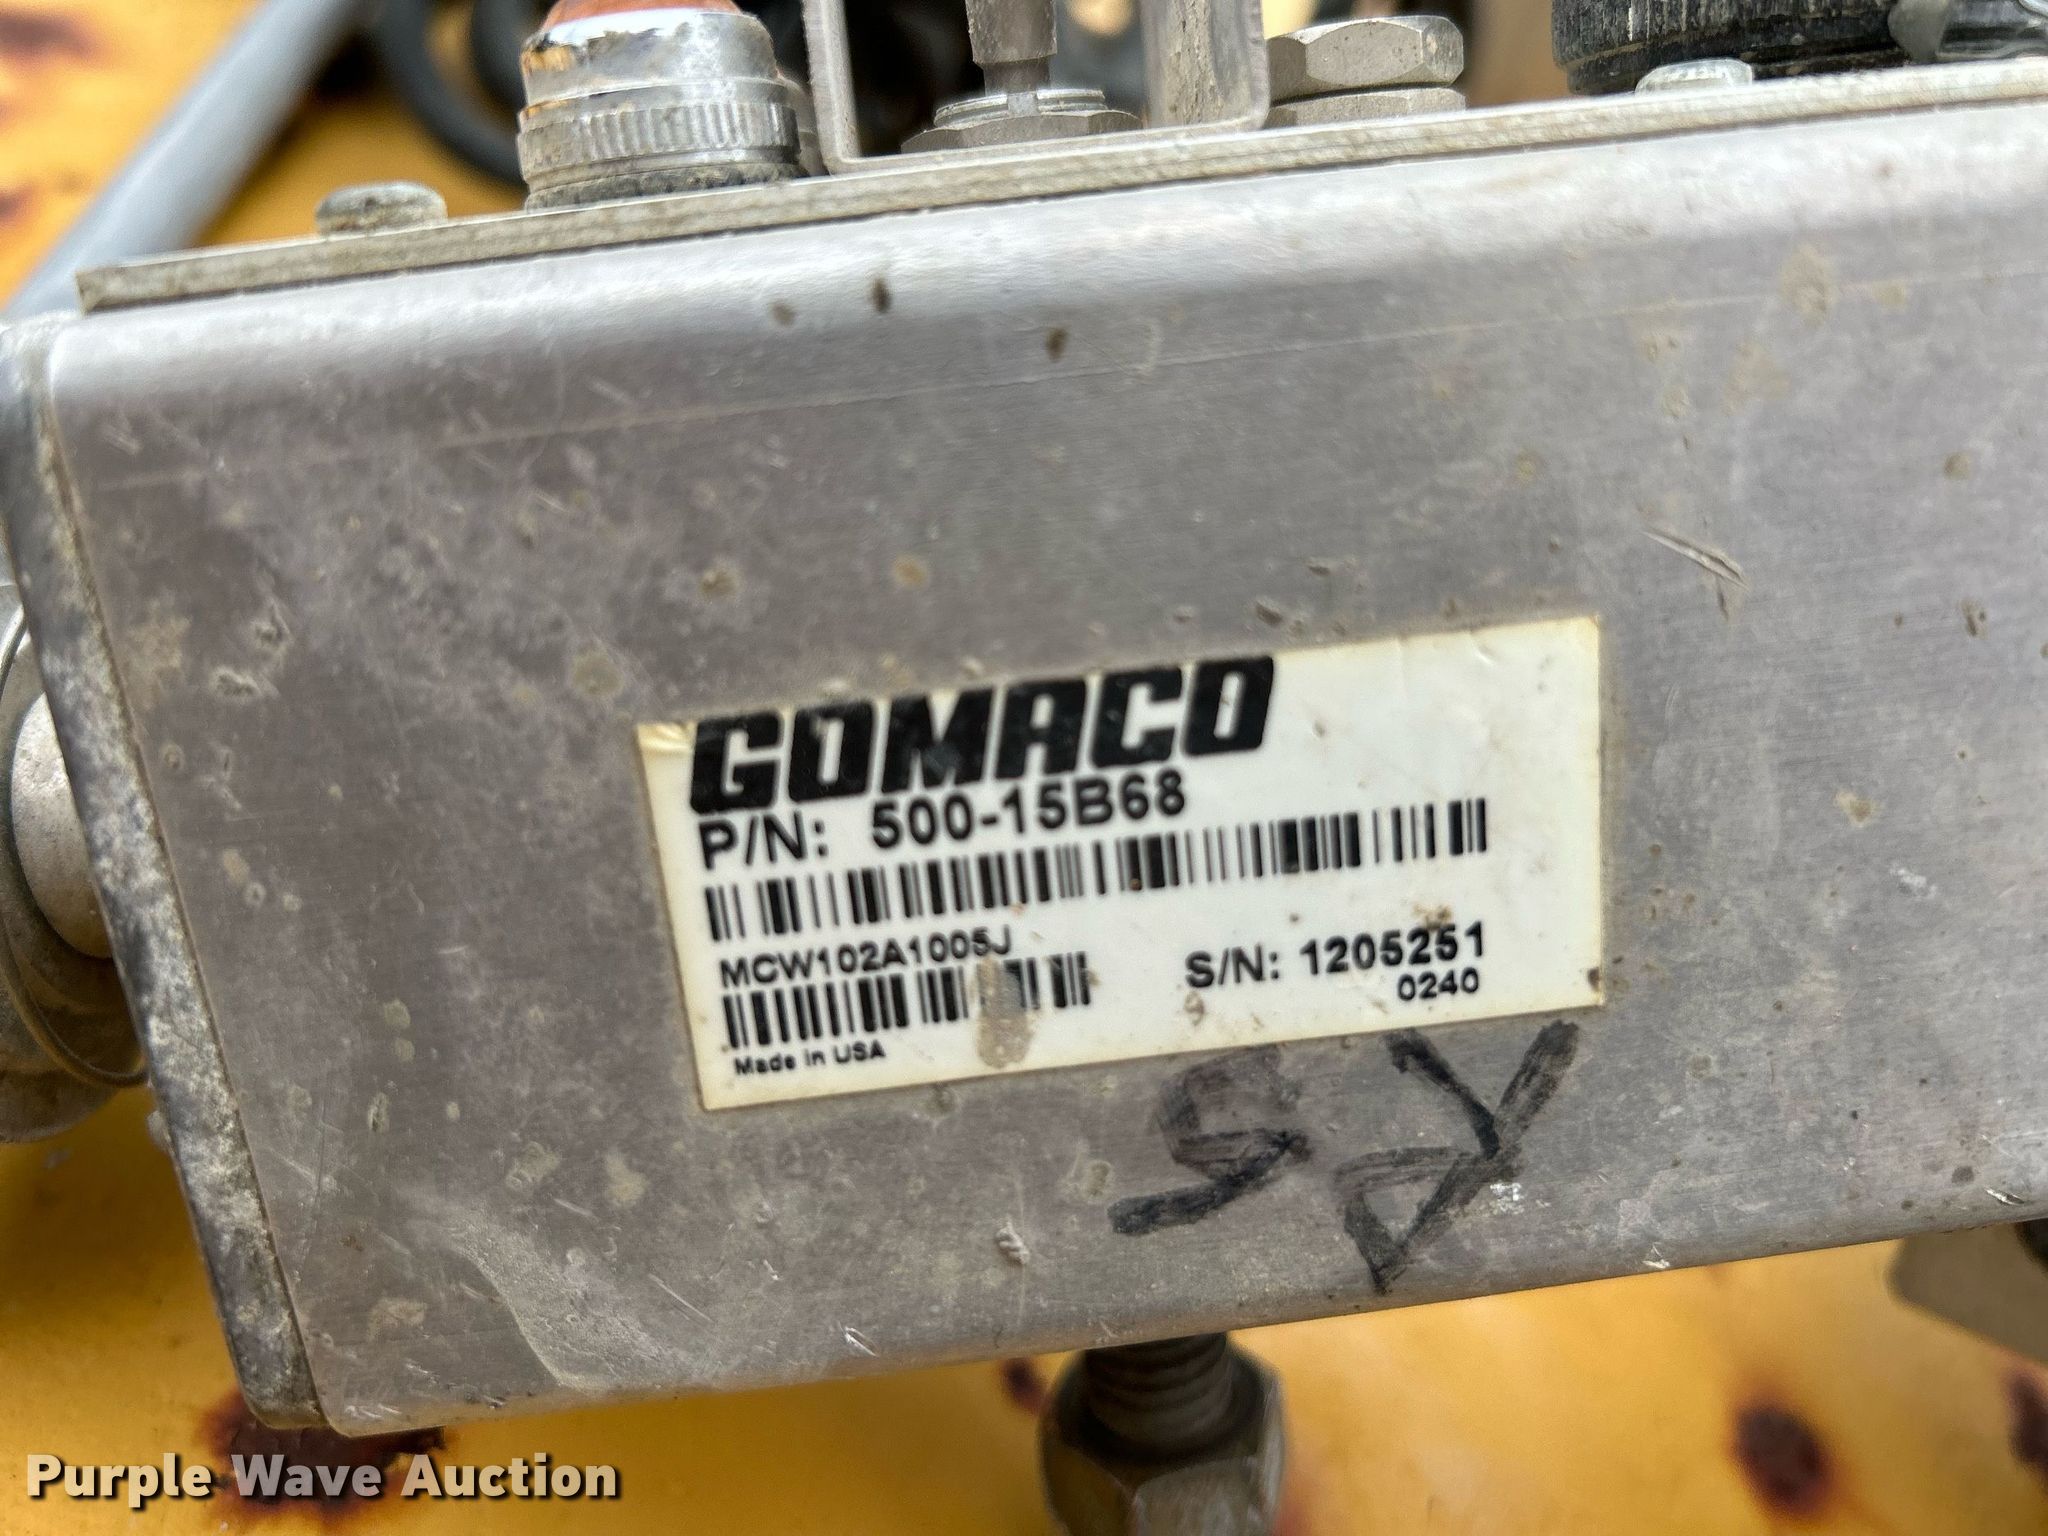 GOMACO
P/N: 500-15B68
MCW102A1005J
S/N: 1205251
0240
Made in USA
Purple Wave Auction